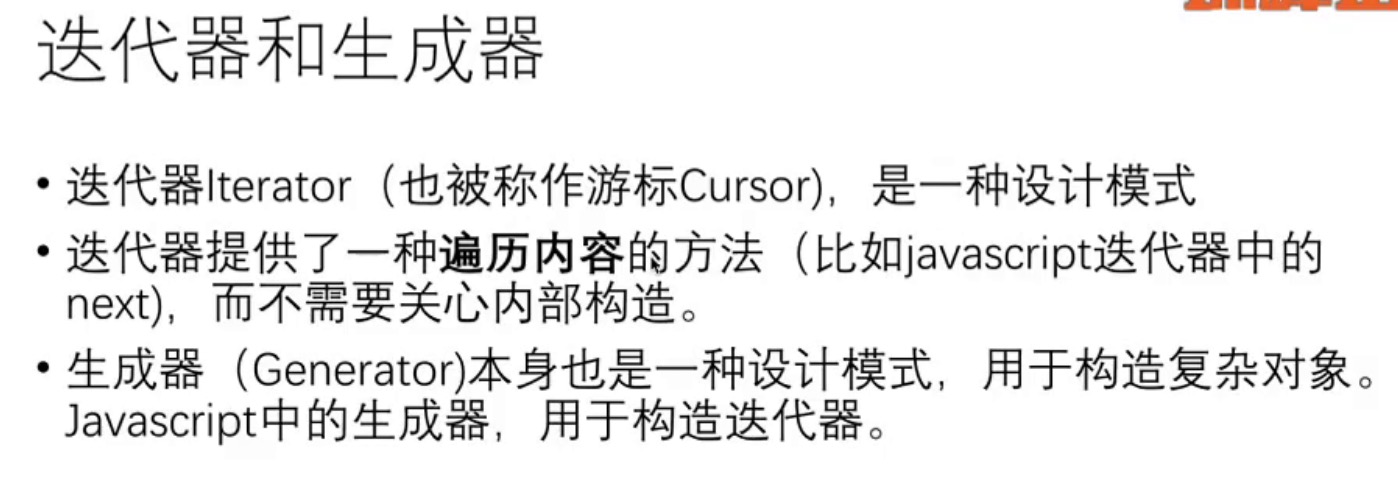 迭代器和生成器
• 迭代器Iterator（也被称作游标Cursor)，是一种设计模式
• 迭代器提供了一种遍历内容的方法（比如javascript迭代器中的
next)，而不需要关心内部构造。
• 生成器（Generator)本身也是一种设计模式，用于构造复杂对象。
Javascript中的生成器，用于构造迭代器。